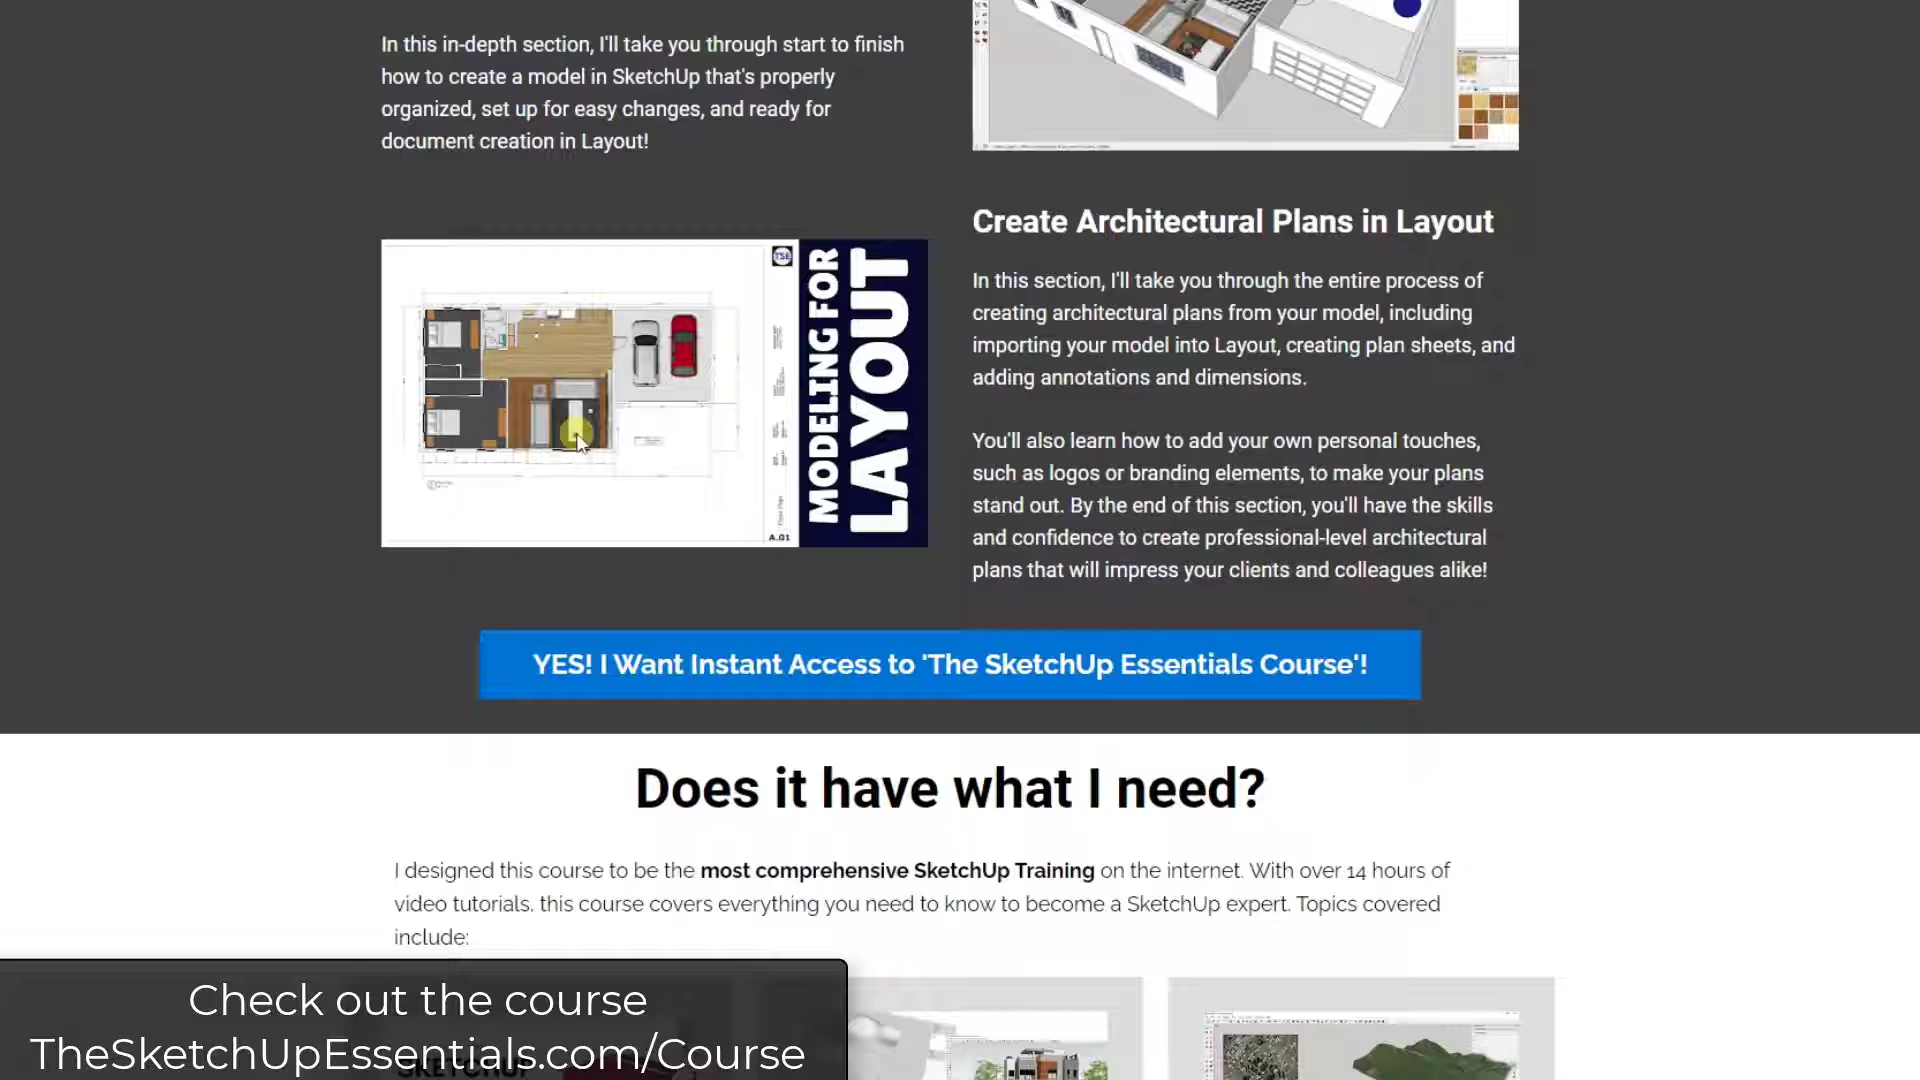 In this in-depth section, I'll take you through start to finish
how to create a model in SketchUp that's properly
organized, set up for easy changes, and ready for
document creation in Layout!
Create Architectural Plans in Layout
In this section, I'll take you through the entire process of
creating architectural plans from your model, including
importing your model into Layout, creating plan sheets, and
adding annotations and dimensions.
You'll also learn how to add your own personal touches,
such as logos or branding elements, to make your plans
stand out. By the end of this section, you'll have the skills
and confidence to create professional-level architectural
plans that will impress your clients and colleagues alike!
TSE
A.01
MODELING FOR
LAYOUT
YES! I Want Instant Access to 'The SketchUp Essentials Course'!
Does it have what I need?
I designed this course to be the most comprehensive SketchUp Training on the internet. With over 14 hours of
video tutorials, this course covers everything you need to know to become a SketchUp expert. Topics covered
include:
Check out the course
TheSketchUpEssentials.com/Course